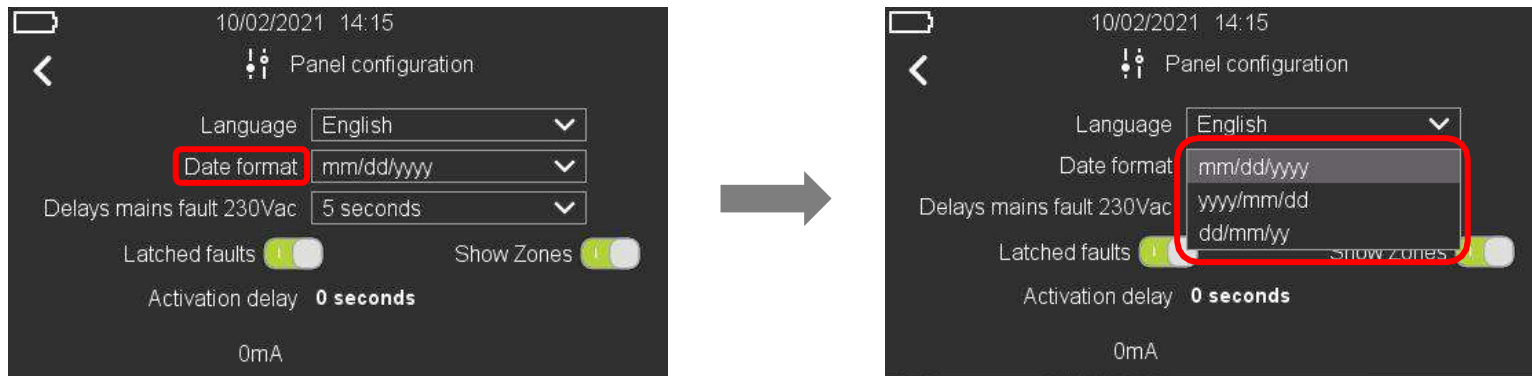 10/02/2021 14:15
Panel configuration
Language English
Date format mm/dd/yyyy
Delays mains fault 230Vac 5 seconds
Latched faults Show Zones
Activation delay 0 seconds
0mA
10/02/2021 14:15
Panel configuration
Language English
Date format mm/dd/yyyy
Delays mains fault 230Vac yyyy/mm/dd
dd/mm/yy
Latched faults Show Zones
Activation delay 0 seconds
0mA